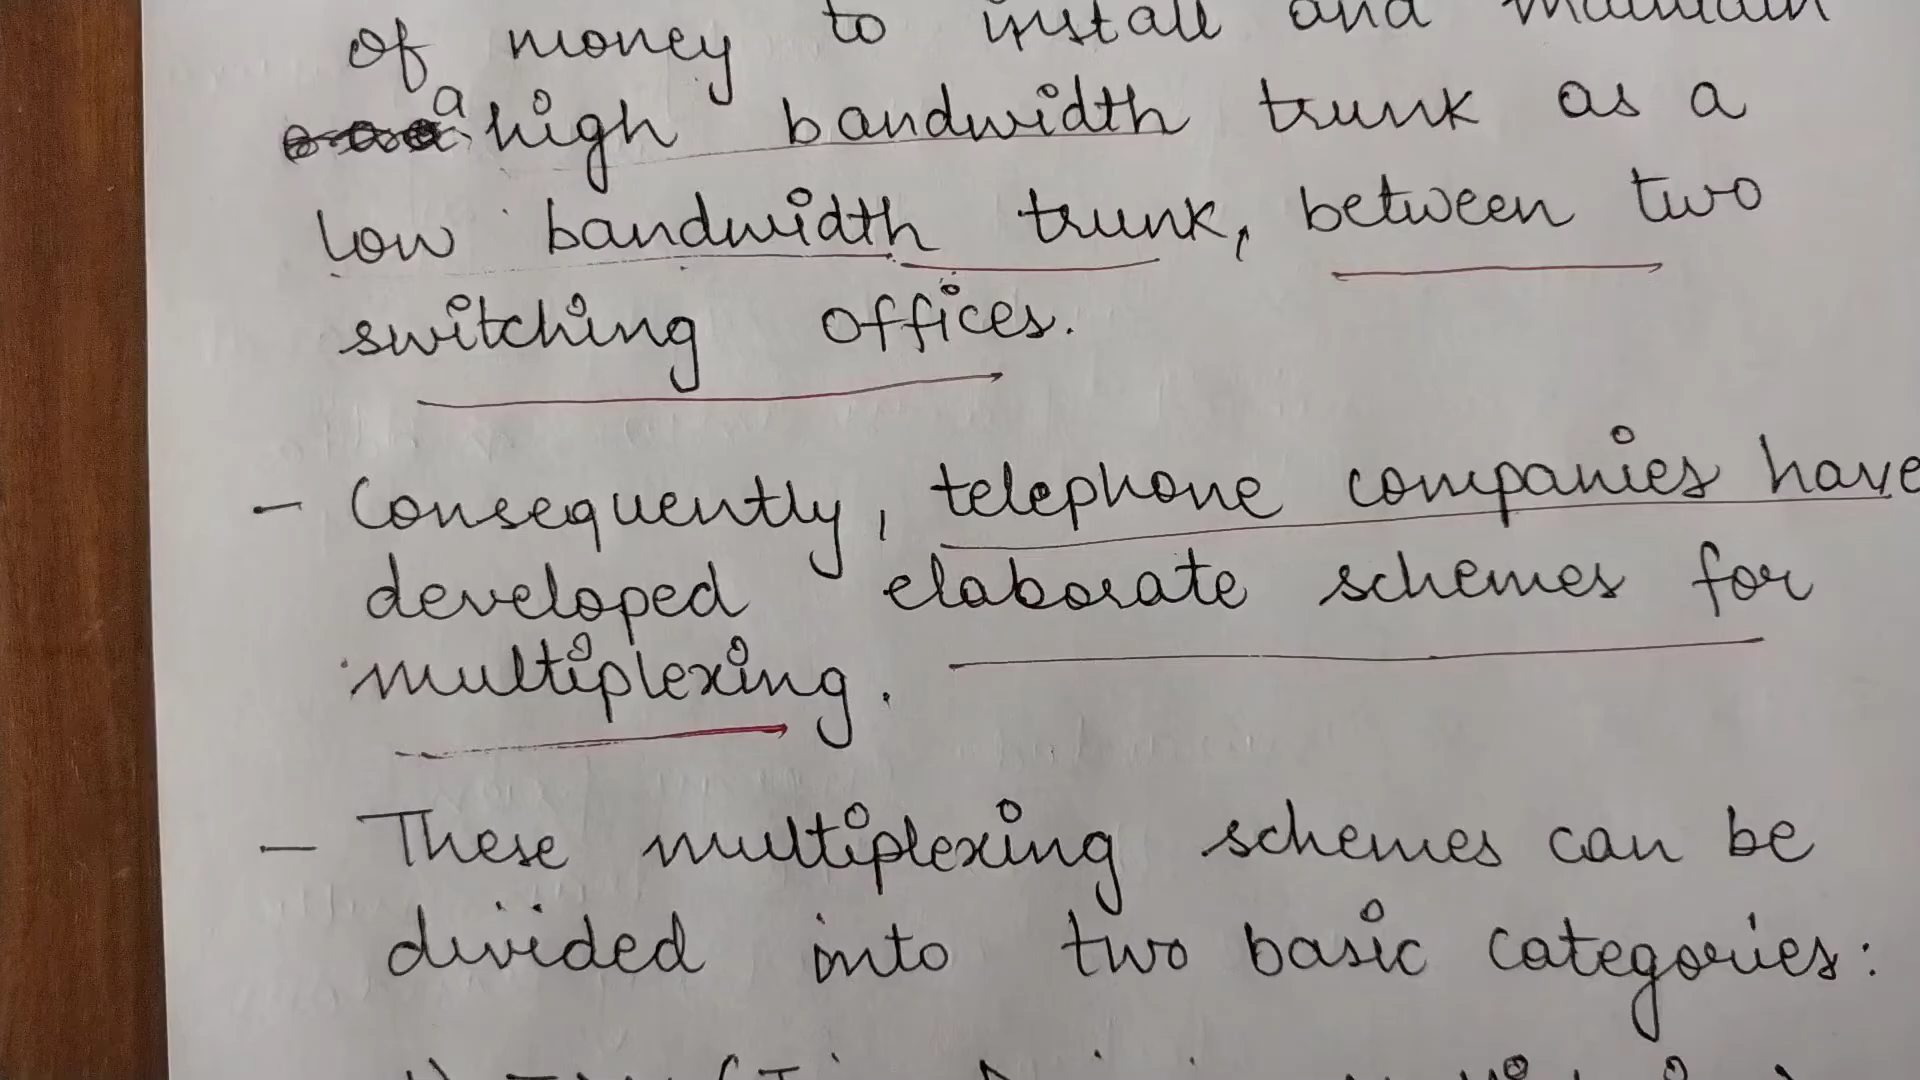 of money to install and maintain
a high bandwidth trunk as a
low bandwidth trunk, between two
switching offices.
- Consequently, telephone companies have
developed elaborate schemes for
multiplexing.
- These multiplexing schemes can be
divided into two basic categories: